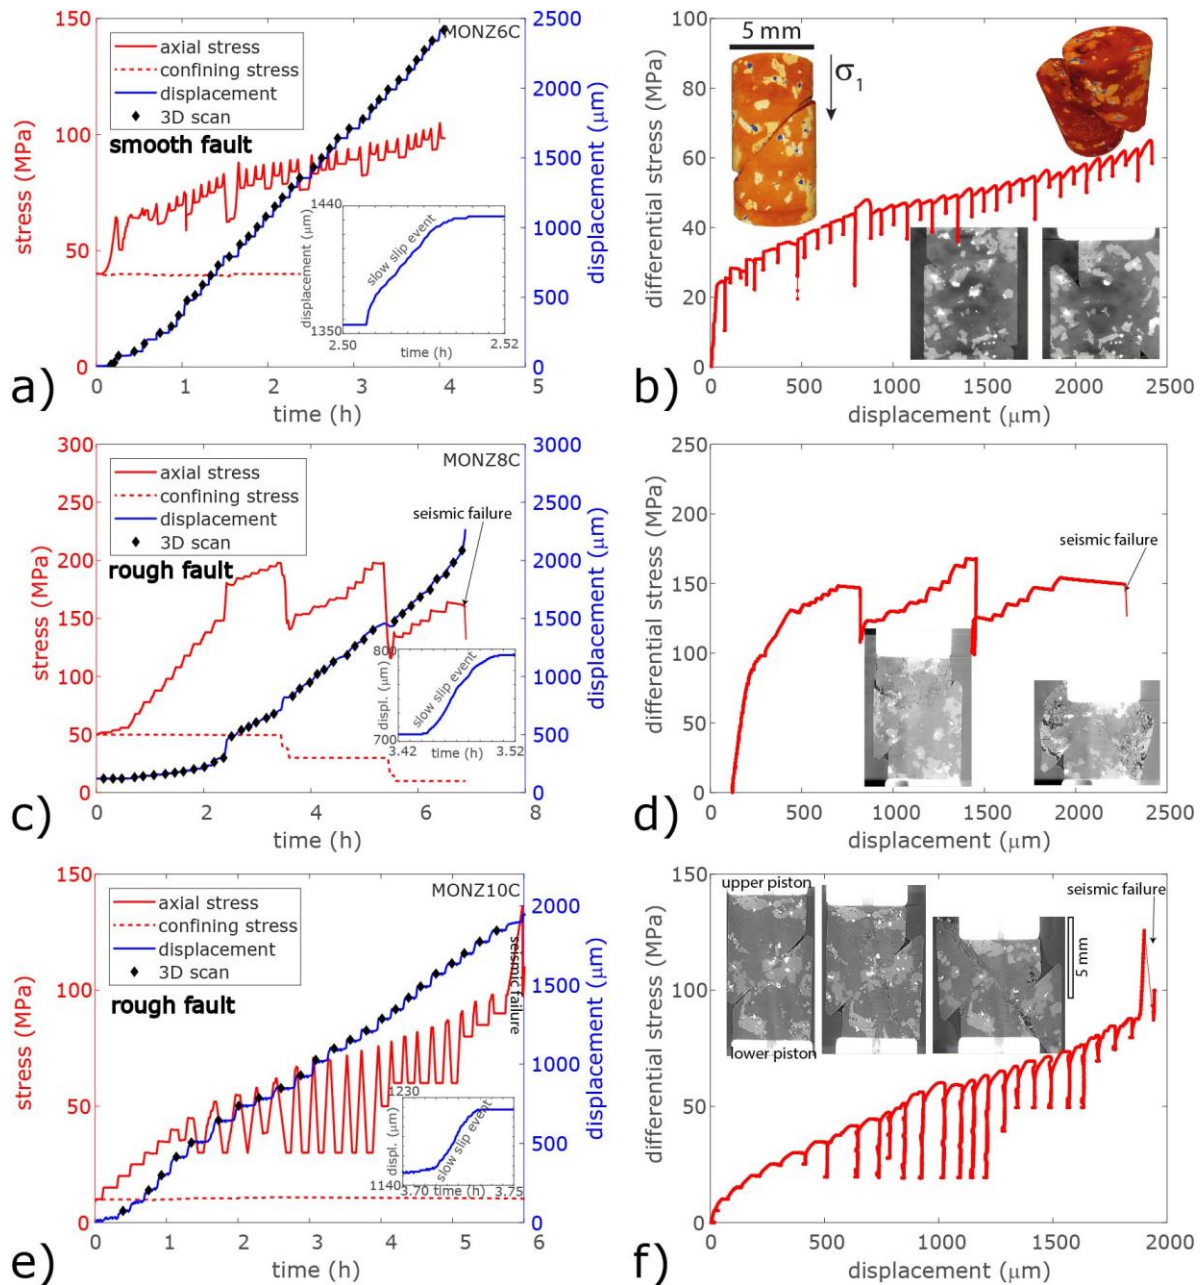 MONZ6C
axial stress
confining stress
displacement
3D scan
smooth fault
stress (MPa)
150
100
50
0
0 1 2 3 4 5
time (h)
2500
2000
1500
1000
500
0
displacement (μm)
1440
1350
displacement (μm)
slow slip event
2.50 2.52
time (h)
a)
5 mm
σ1
differential stress (MPa)
100
80
60
40
20
0
0 500 1000 1500 2000 2500
displacement (μm)
b)
MONZ8C
axial stress
confining stress
displacement
3D scan
rough fault
seismic failure
stress (MPa)
300
250
200
150
100
50
0
0 2 4 6 8
time (h)
3000
2500
2000
1500
1000
500
0
displacement (μm)
800
700
displ. (μm)
slow slip event
3.42 3.52
time (h)
c)
seismic failure
differential stress (MPa)
250
200
150
100
50
0
0 500 1000 1500 2000 2500
displacement (μm)
d)
MONZ10C
axial stress
confining stress
displacement
3D scan
rough fault
seismic failure
stress (MPa)
150
100
50
0
0 1 2 3 4 5 6
time (h)
2000
1500
1000
500
0
displacement (μm)
1230
1140
displ. (μm)
slow slip event
3.70 time (h) 3.75
e)
upper piston
lower piston
5 mm
seismic failure
differential stress (MPa)
150
100
50
0
0 500 1000 1500 2000
displacement (μm)
f)